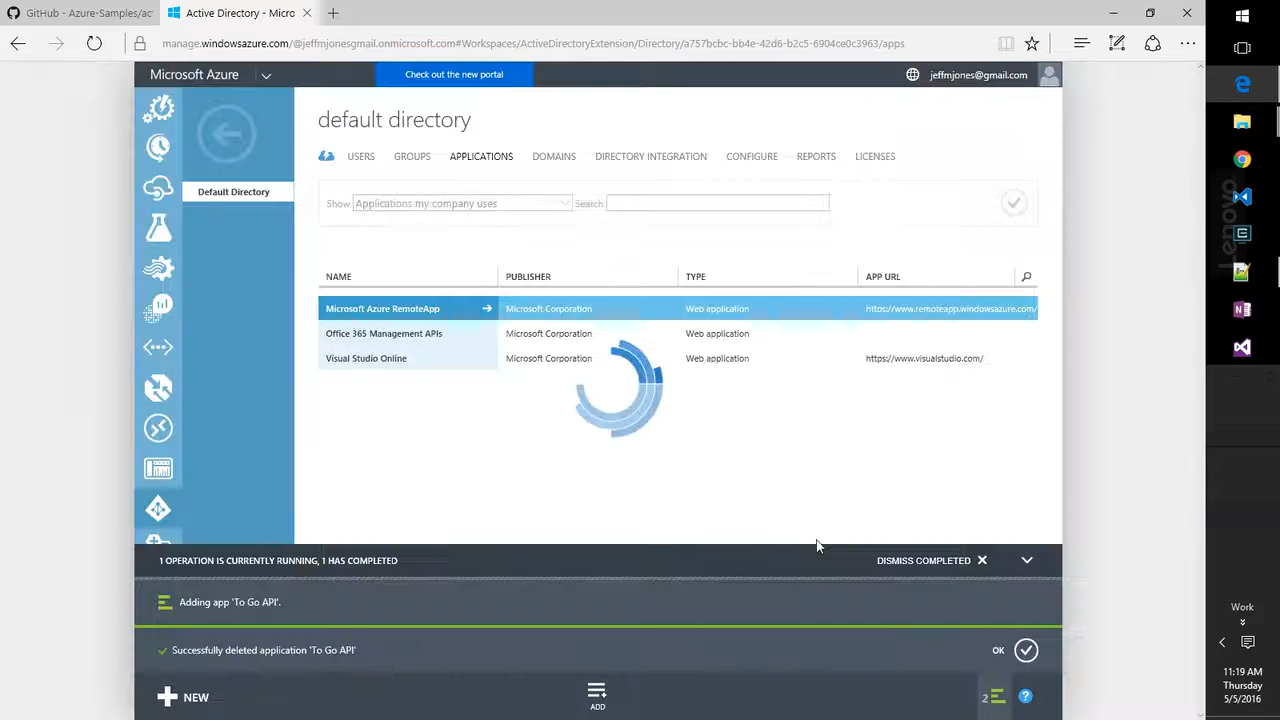 GitHub - Azure-Samples/ac
Active Directory - Micro
manage.windowsazure.com/@jeffmjonesgmail.onmicrosoft.com#Workspaces/ActiveDirectoryExtension/Directory/a757bcbc-bb4e-42d6-b2c5-e04ce0c3963/apps
Microsoft Azure
Check out the new portal
jeffmjones@gmail.com
default directory
USERS GROUPS APPLICATIONS DOMAINS DIRECTORY INTEGRATION CONFIGURE REPORTS LICENSES
Default Directory
Show Applications my company uses Search
NAME PUBLISHER TYPE APP URL
Microsoft Azure RemoteApp Microsoft Corporation Web application https://www.remoteapp.windowsazure.com/
Office 365 Management APIs Microsoft Corporation Web application
Visual Studio Online Microsoft Corporation Web application https://www.visualstudio.com/
1 OPERATION IS CURRENTLY RUNNING, 1 HAS COMPLETED
DISMISS COMPLETED
Adding app 'To Go API'.
Successfully deleted application 'To Go API'
OK
NEW
ADD
2
Lenovo
Work
11:19 AM
Thursday
5/5/2016